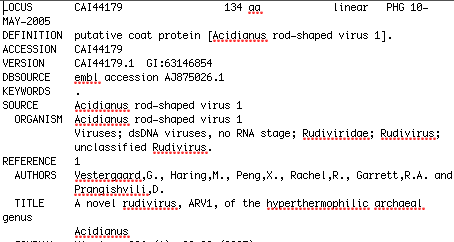 LOCUS CAI44179 134 aa linear PHG 10-
MAY-2005
DEFINITION putative coat protein [Acidianus rod-shaped virus 1].
ACCESSION CAI44179
VERSION CAI44179.1 GI:63146854
DBSOURCE embl accession AJ875026.1
KEYWORDS .
SOURCE Acidianus rod-shaped virus 1
ORGANISM Acidianus rod-shaped virus 1
Viruses; dsDNA viruses, no RNA stage; Rudiviridae; Rudivirus;
unclassified Rudivirus.
REFERENCE 1
AUTHORS Vestergaard,G., Haring,M., Peng,X., Rachel,R., Garrett,R.A. and
Prangishvili,D.
TITLE A novel rudivirus, ARV1, of the hyperthermophilic archaeal
genus
Acidianus